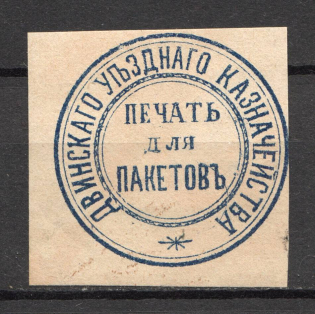 ДВИНСКАГО УѢЗДНАГО КАЗНАЧЕЙСТВА
ПЕЧАТЬ
ДЛЯ
ПАКЕТОВЪ